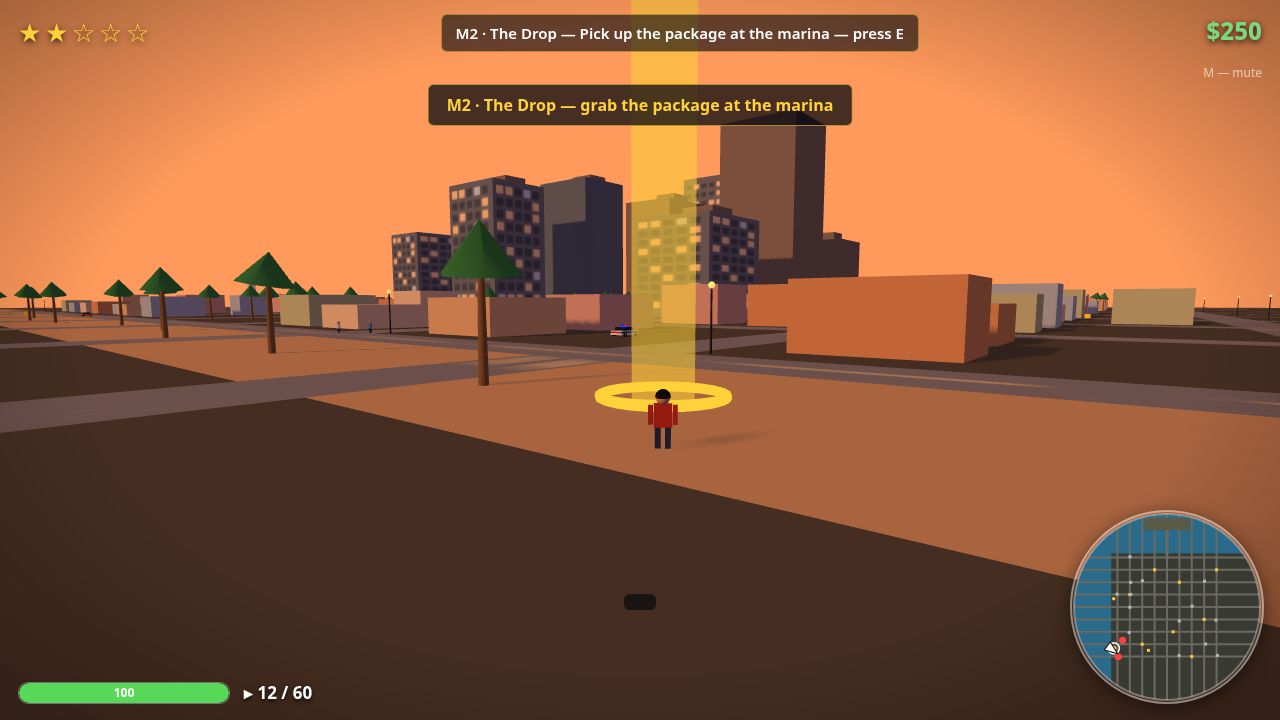 ★★☆☆☆
M2 · The Drop — Pick up the package at the marina — press E
$250
M — mute
M2 · The Drop — grab the package at the marina
100
▸ 12 / 60